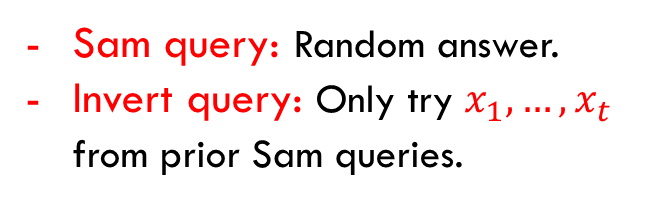 - Sam query: Random answer.
- Invert query: Only try x₁, ..., xₜ
from prior Sam queries.